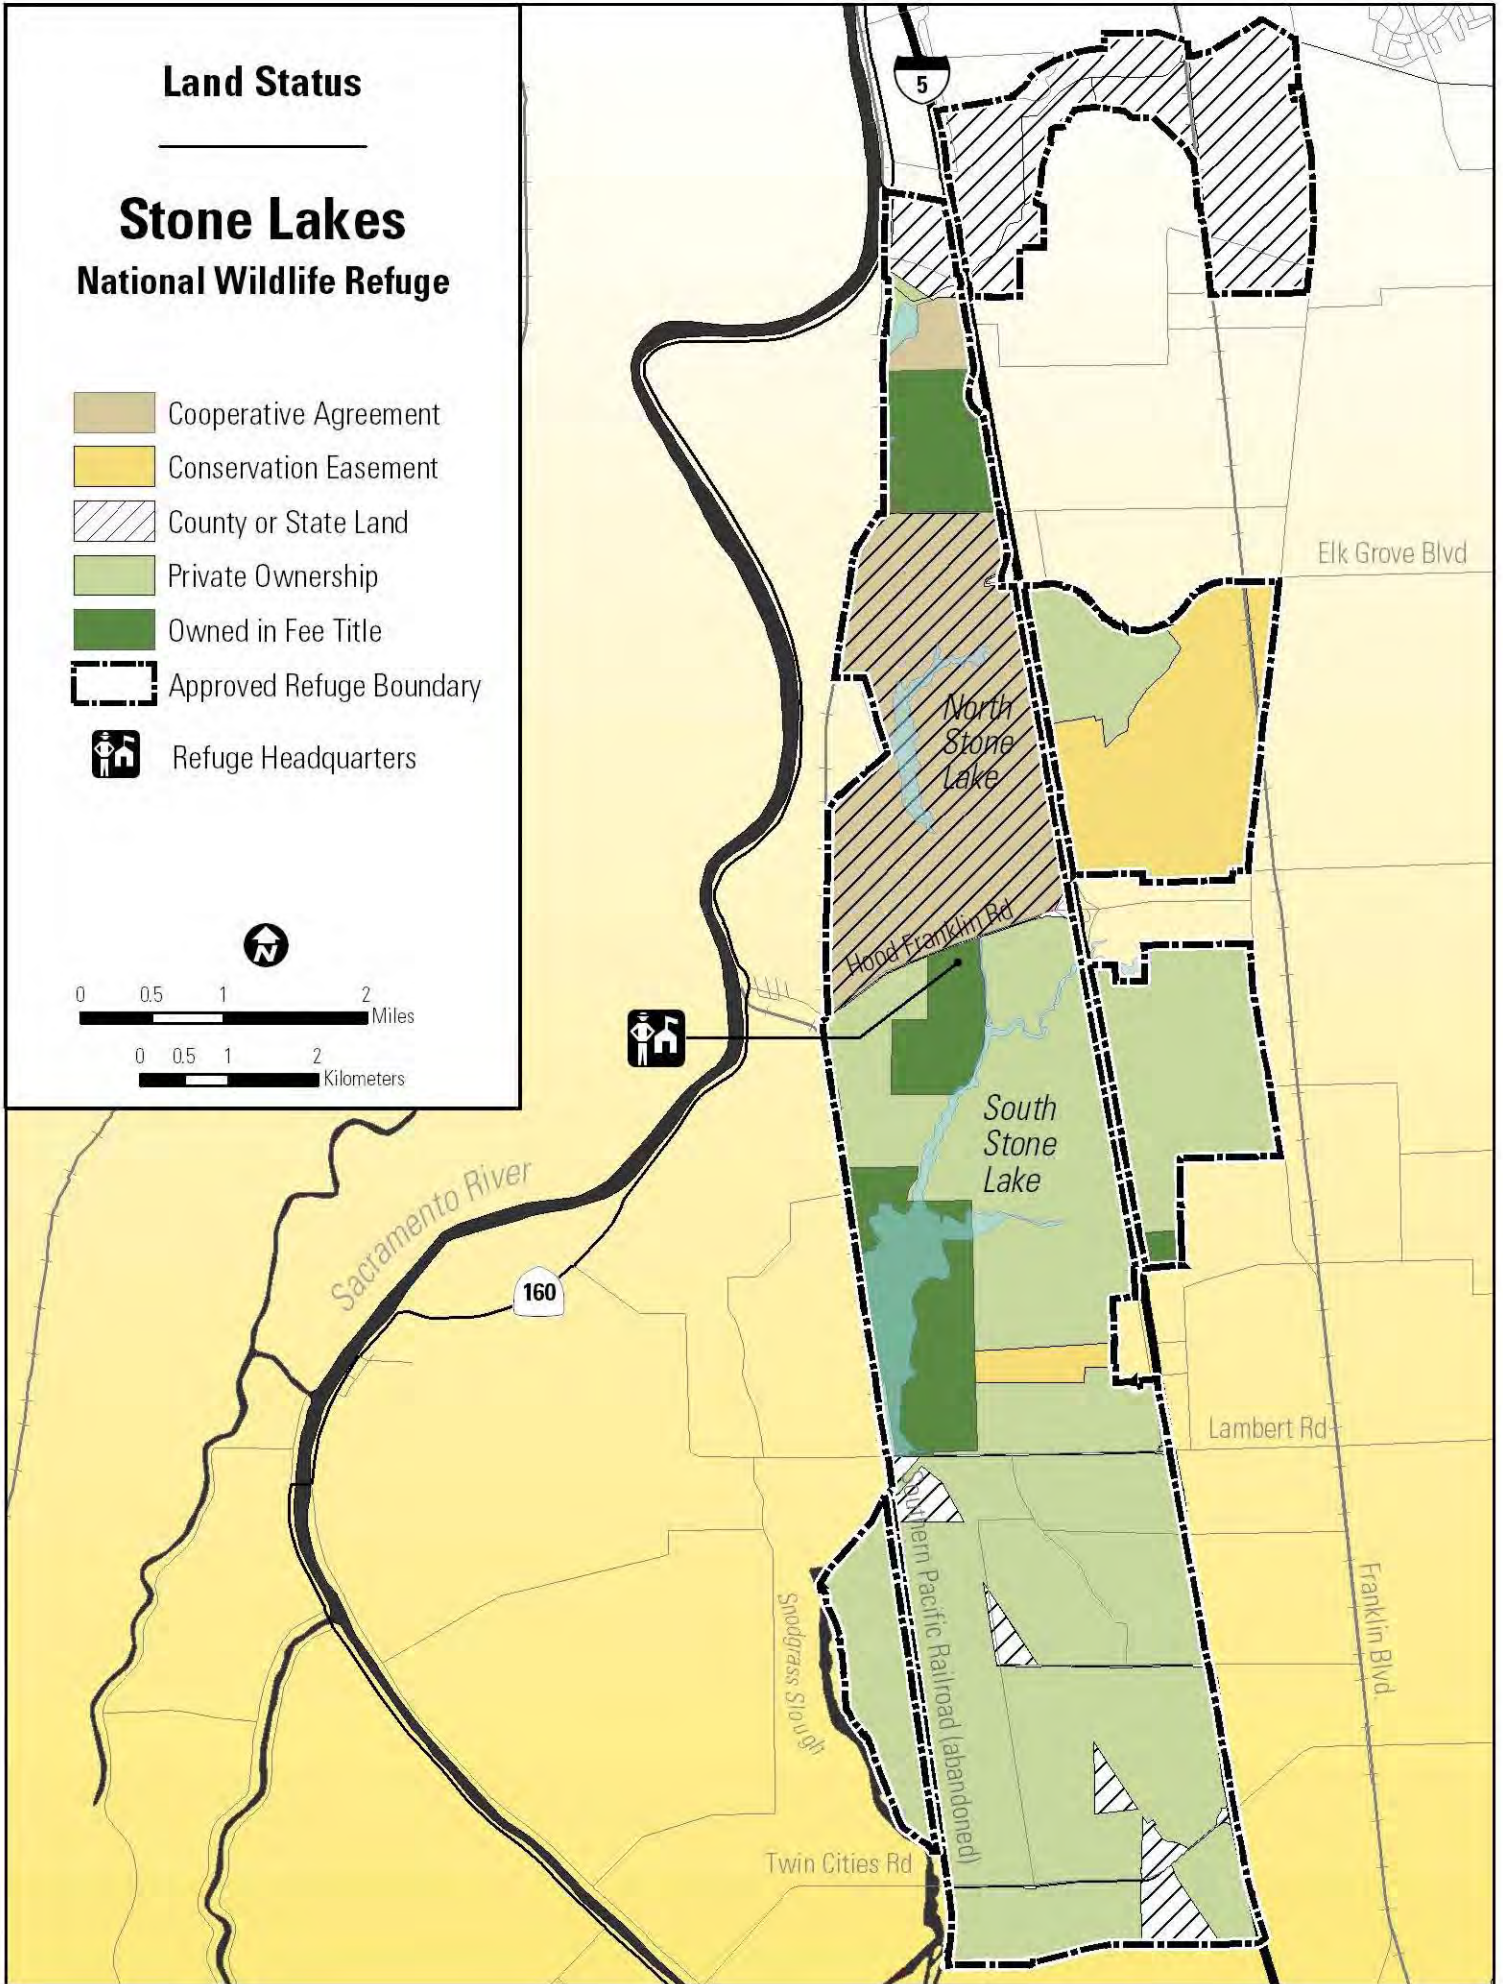 Land Status
Stone Lakes
National Wildlife Refuge
Cooperative Agreement
Conservation Easement
County or State Land
Private Ownership
Owned in Fee Title
Approved Refuge Boundary
Refuge Headquarters
N
0 0.5 1 2
Miles
0 0.5 1 2
Kilometers
5
Elk Grove Blvd
North
Stone
Lake
Hood Franklin Rd
South
Stone
Lake
Sacramento River
160
Lambert Rd
Southern Pacific Railroad (abandoned)
Snodgrass Slough
Franklin Blvd.
Twin Cities Rd